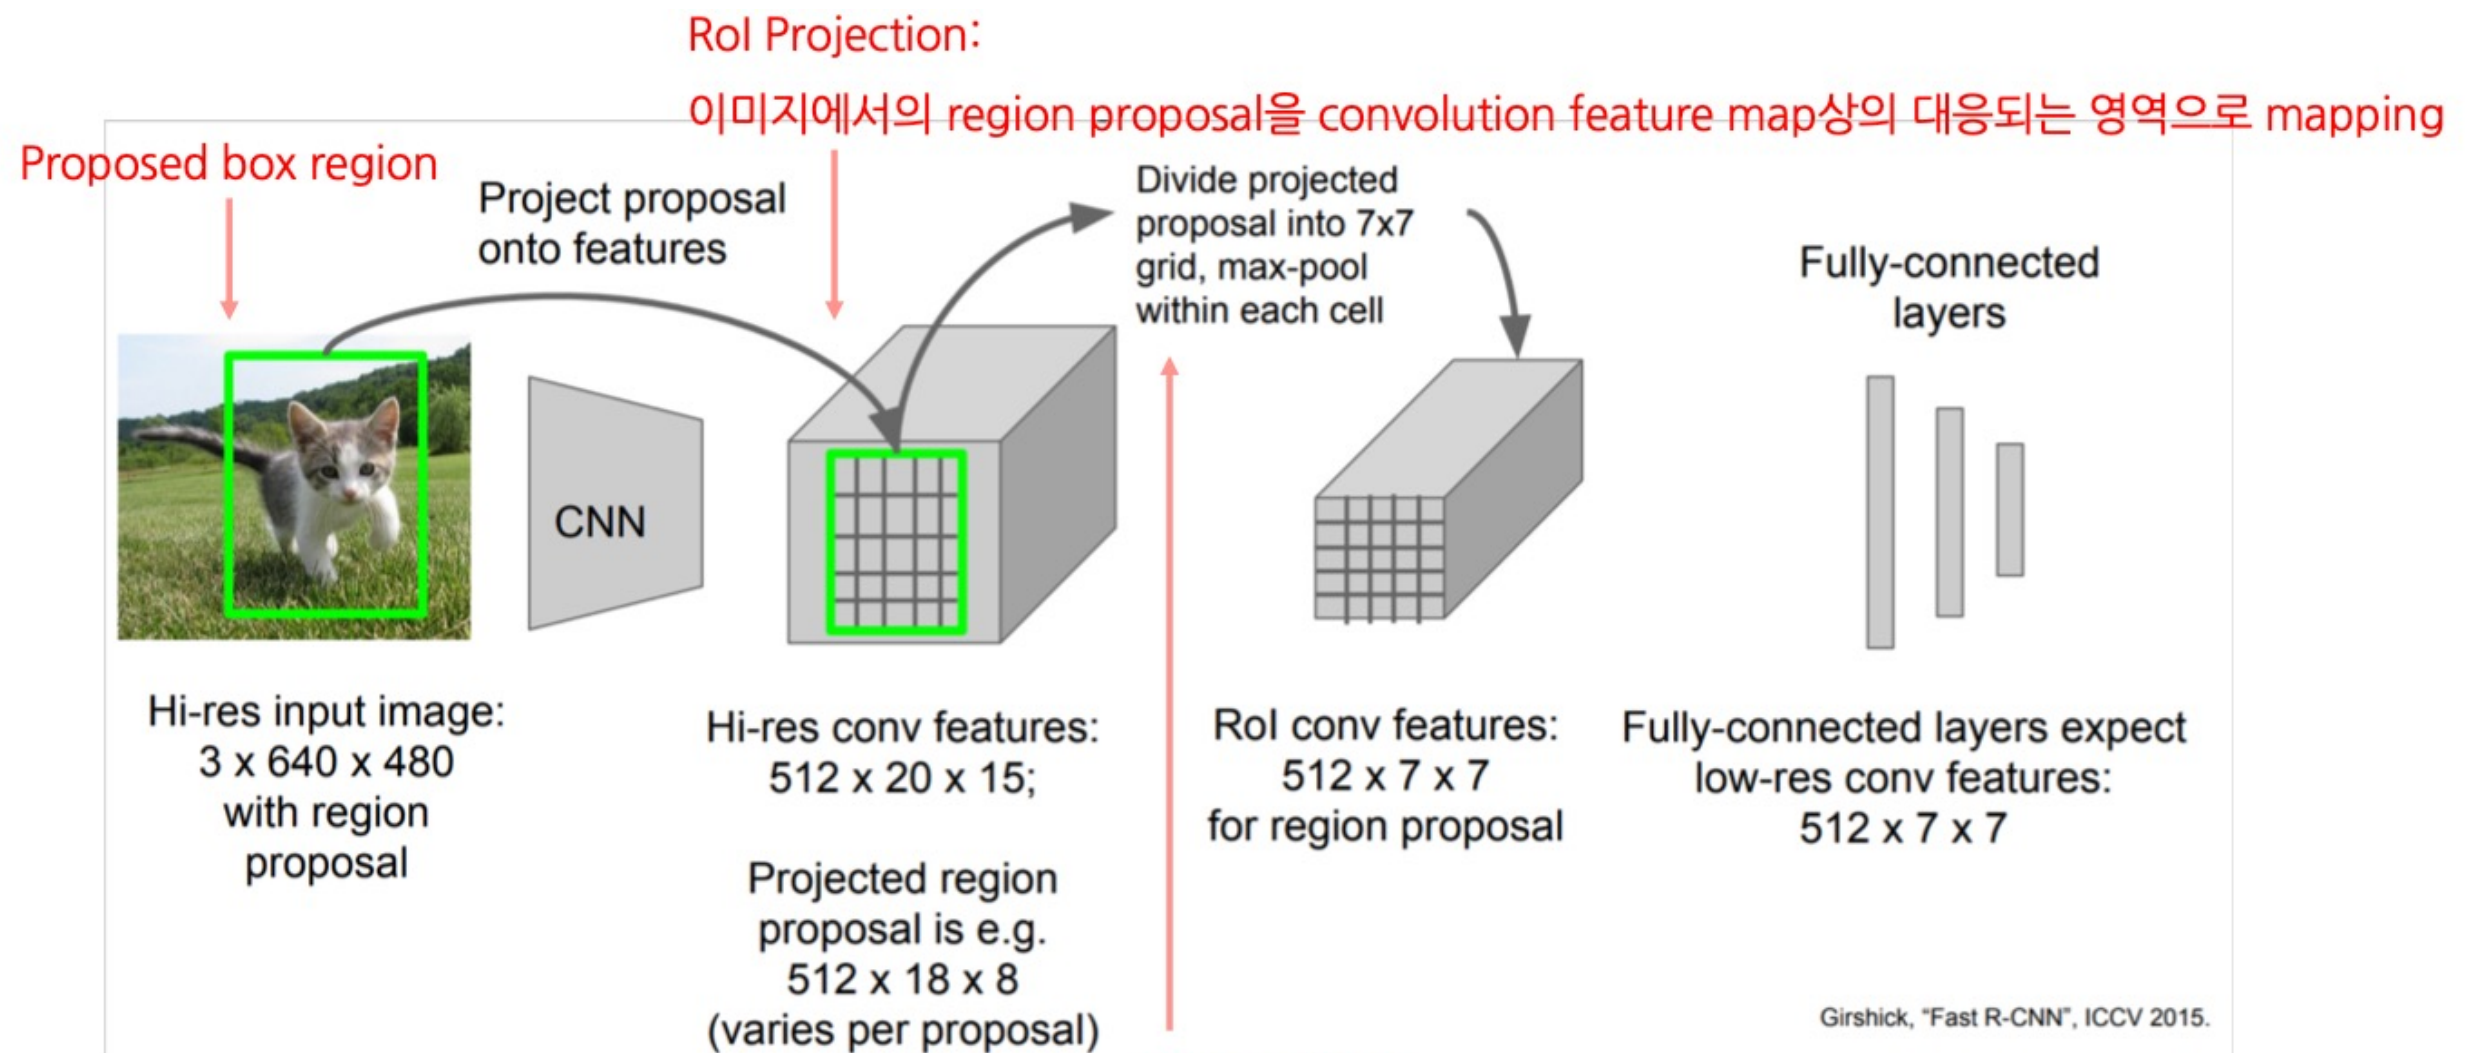 RoI Projection:
이미지에서의 region proposal을 convolution feature map상의 대응되는 영역으로 mapping
Proposed box region
Project proposal
onto features
Divide projected
proposal into 7x7
grid, max-pool
within each cell
Fully-connected
layers
CNN
Hi-res input image:
3 x 640 x 480
with region
proposal
Hi-res conv features:
512 x 20 x 15;
Projected region
proposal is e.g.
512 x 18 x 8
(varies per proposal)
RoI conv features:
512 x 7 x 7
for region proposal
Fully-connected layers expect
low-res conv features:
512 x 7 x 7
Girshick, “Fast R-CNN”, ICCV 2015.